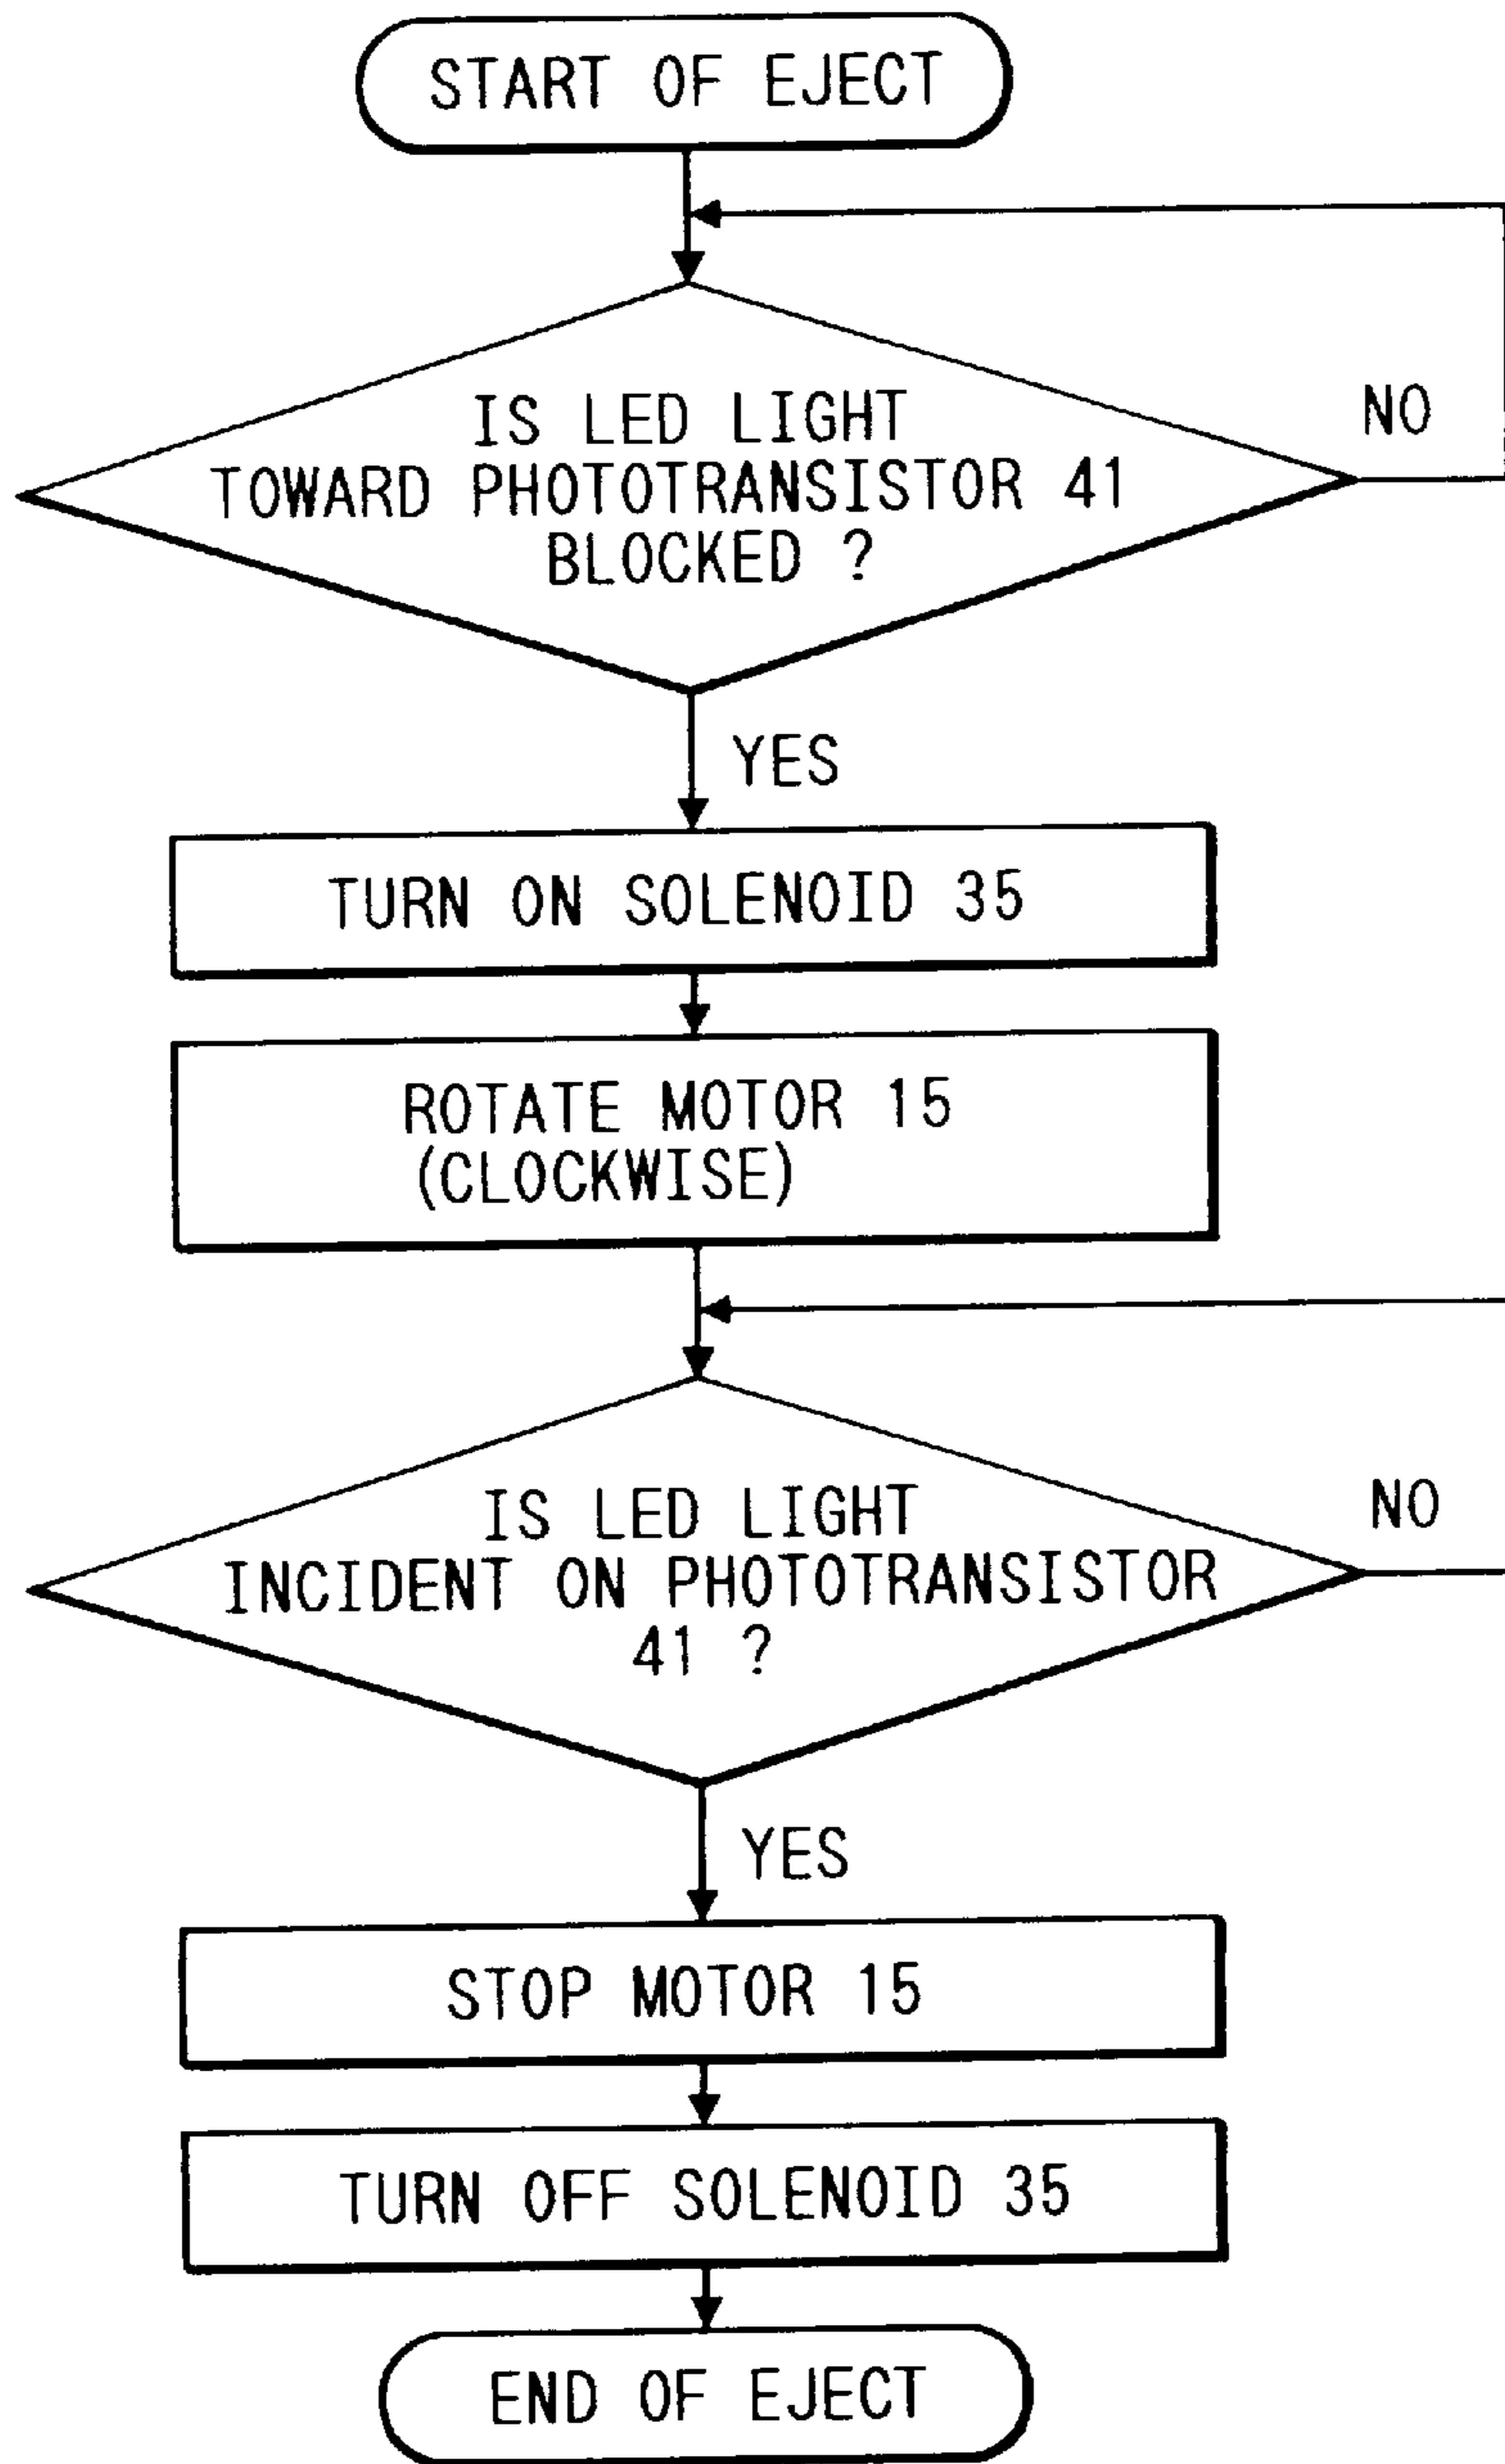 START OF EJECT
IS LED LIGHT
TOWARD PHOTOTRANSISTOR 41
BLOCKED ?
NO
YES
TURN ON SOLENOID 35
ROTATE MOTOR 15
(CLOCKWISE)
IS LED LIGHT
INCIDENT ON PHOTOTRANSISTOR
41 ?
NO
YES
STOP MOTOR 15
TURN OFF SOLENOID 35
END OF EJECT